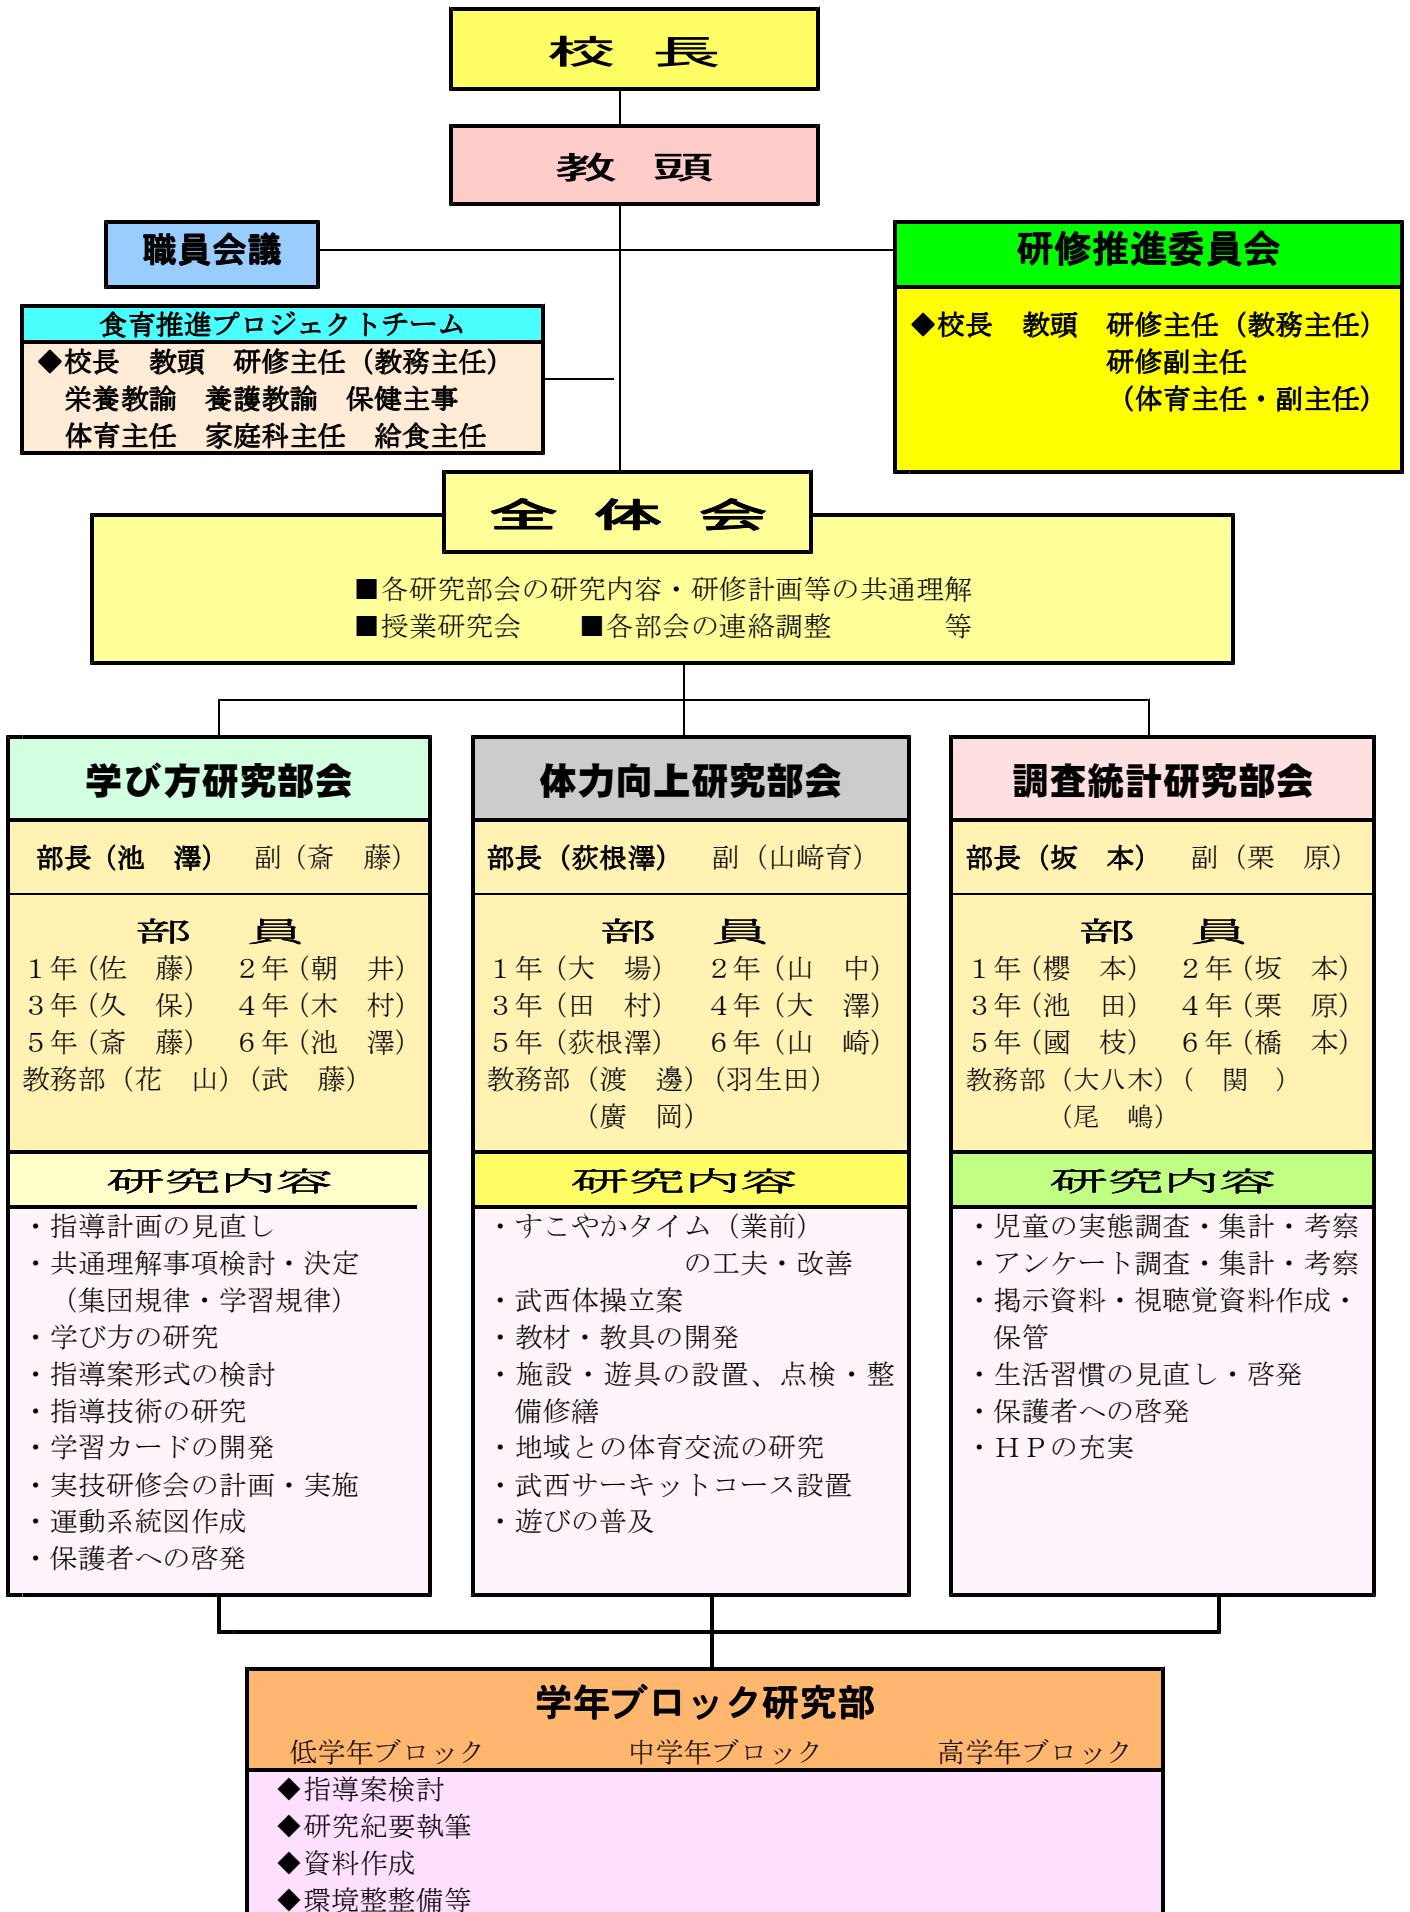 校 長
教 頭
職員会議
研修推進委員会
◆校長　教頭　研修主任（教務主任）
研修副主任
（体育主任・副主任）
食育推進プロジェクトチーム
◆校長　教頭　研修主任（教務主任）
栄養教諭　養護教諭　保健主事
体育主任　家庭科主任　給食主任
全 体 会
■各研究部会の研究内容・研修計画等の共通理解
■授業研究会　　■各部会の連絡調整　　　　等
学び方研究部会
部長（池　澤）　副（斎　藤）
部　員
１年（佐　藤）　２年（朝　井）
３年（久　保）　４年（木　村）
５年（斎　藤）　６年（池　澤）
教務部（花　山）（武　藤）
研究内容
・指導計画の見直し
・共通理解事項検討・決定
（集団規律・学習規律）
・学び方の研究
・指導案形式の検討
・指導技術の研究
・学習カードの開発
・実技研修会の計画・実施
・運動系統図作成
・保護者への啓発
体力向上研究部会
部長（荻根澤）　副（山﨑育）
部　員
１年（大　場）　２年（山　中）
３年（田　村）　４年（大　澤）
５年（荻根澤）　６年（山　崎）
教務部（渡　邊）（羽生田）
（廣　岡）
研究内容
・すこやかタイム（業前）
の工夫・改善
・武西体操立案
・教材・教具の開発
・施設・遊具の設置、点検・整
備修繕
・地域との体育交流の研究
・武西サーキットコース設置
・遊びの普及
調査統計研究部会
部長（坂　本）　副（栗　原）
部　員
１年（櫻　本）　２年（坂　本）
３年（池　田）　４年（栗　原）
５年（國　枝）　６年（橋　本）
教務部（大八木）（　関　）
（尾　嶋）
研究内容
・児童の実態調査・集計・考察
・アンケート調査・集計・考察
・掲示資料・視聴覚資料作成・
保管
・生活習慣の見直し・啓発
・保護者への啓発
・ＨＰの充実
学年ブロック研究部
低学年ブロック　中学年ブロック　高学年ブロック
◆指導案検討
◆研究紀要執筆
◆資料作成
◆環境整整備等